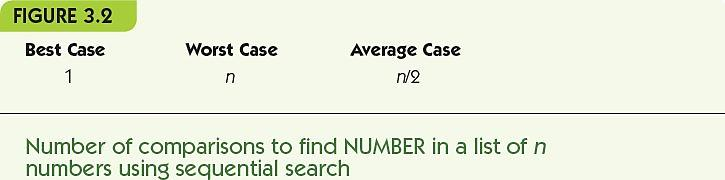 FIGURE 3.2
Best Case Worst Case Average Case
1 n n/2
Number of comparisons to find NUMBER in a list of n
numbers using sequential search